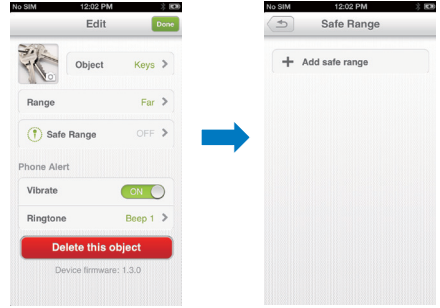 No SIM 12:02 PM
Edit Done
Object Keys
Range Far
Safe Range OFF
Phone Alert
Vibrate ON
Ringtone Beep 1
Delete this object
Device firmware: 1.3.0
No SIM 12:02 PM
Safe Range
Add safe range